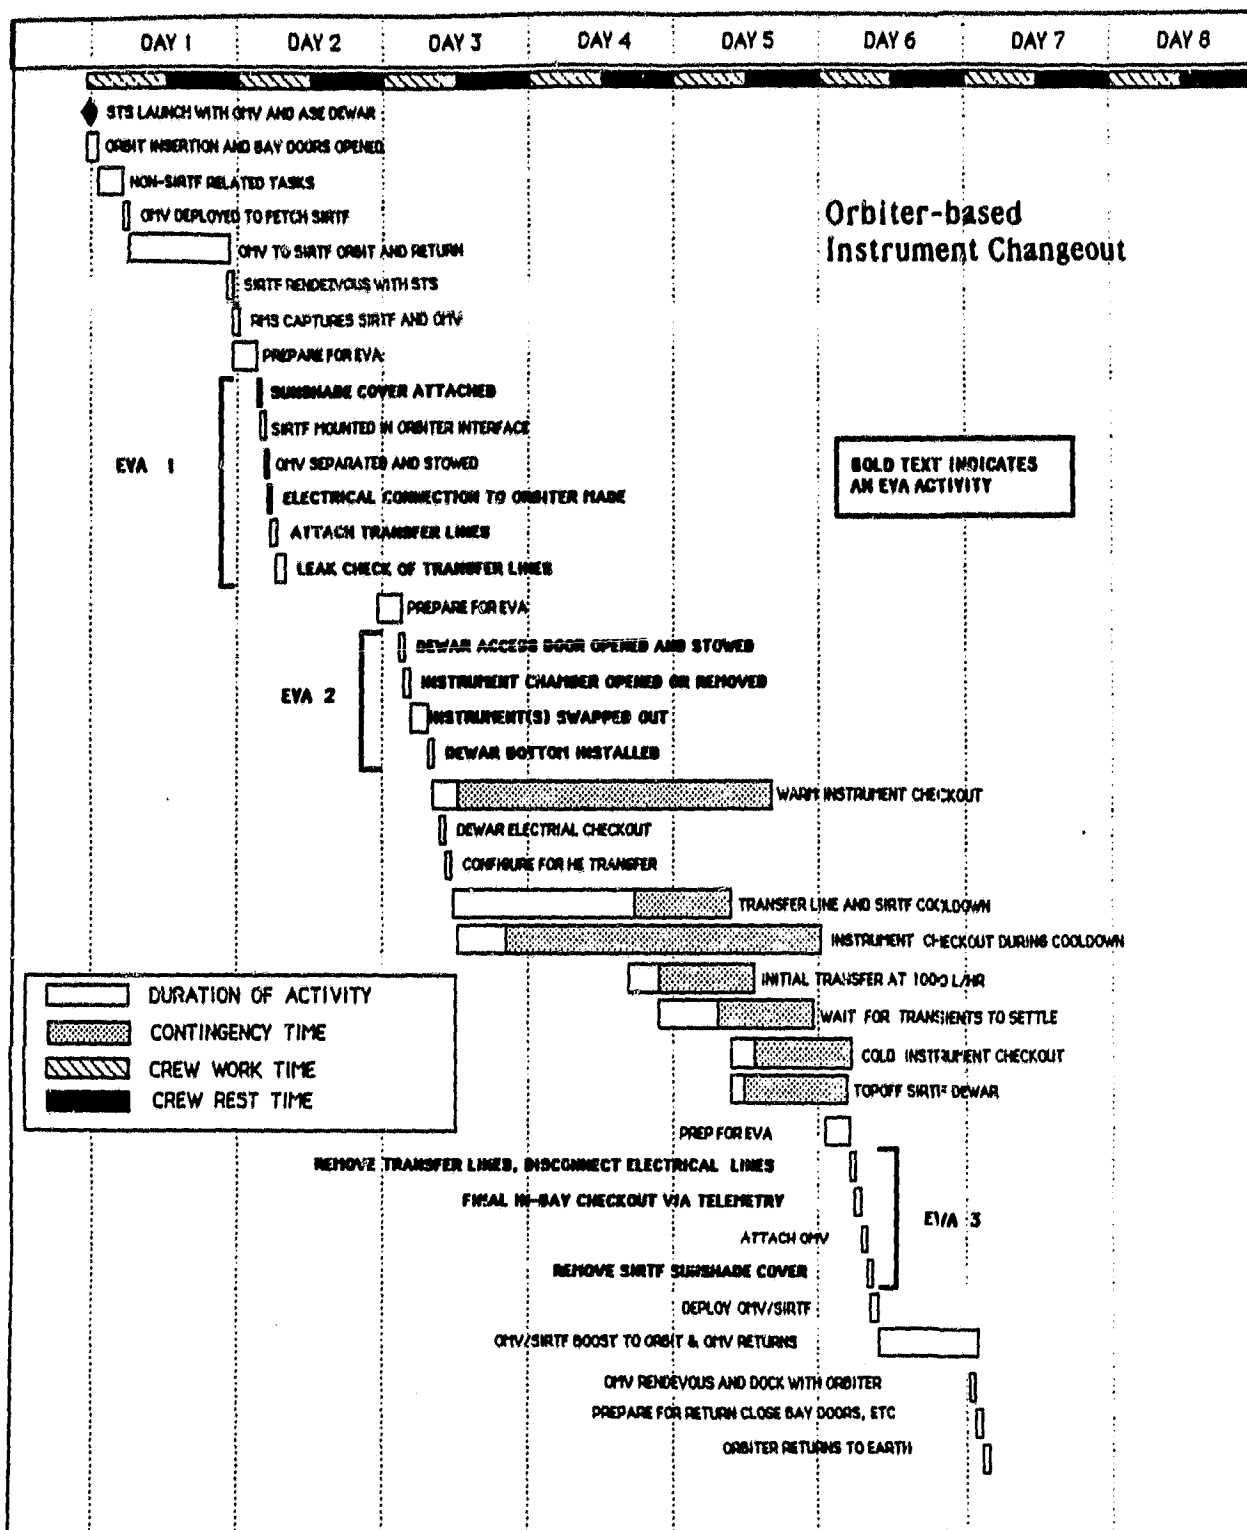 DAY 1 DAY 2 DAY 3 DAY 4 DAY 5 DAY 6 DAY 7 DAY 8
STS LAUNCH WITH OMV AND ASE DEWAR
ORBIT INSERTION AND BAY DOORS OPENED
NON-SIRTF RELATED TASKS
OMV DEPLOYED TO FETCH SIRTF
Orbiter-based
Instrument Changeout
OMV TO SIRTF ORBIT AND RETURN
SIRTF RENDEZVOUS WITH STS
RMS CAPTURES SIRTF AND OMV
PREPARE FOR EVA
SUNSHADE COVER ATTACHED
SIRTF MOUNTED IN ORBITER INTERFACE
EVA 1
OMV SEPARATED AND STOWED
BOLD TEXT INDICATES
AN EVA ACTIVITY
ELECTRICAL CONNECTION TO ORBITER MADE
ATTACH TRANSFER LINES
LEAK CHECK OF TRANSFER LINES
PREPARE FOR EVA
DEWAR ACCESS DOOR OPENED AND STOWED
INSTRUMENT CHAMBER OPENED OR REMOVED
EVA 2
INSTRUMENT(S) SWAPPED OUT
DEWAR BOTTOM INSTALLED
WARM INSTRUMENT CHECKOUT
DEWAR ELECTRIAL CHECKOUT
CONFIGURE FOR HE TRANSFER
TRANSFER LINE AND SIRTF COOLDOWN
INSTRUMENT CHECKOUT DURING COOLDOWN
INITIAL TRANSFER AT 1000 L/HR
DURATION OF ACTIVITY
WAIT FOR TRANSIENTS TO SETTLE
CONTINGENCY TIME
COLD INSTRUMENT CHECKOUT
CREW WORK TIME
TOPOFF SIRTF DEWAR
CREW REST TIME
PREP FOR EVA
REMOVE TRANSFER LINES, DISCONNECT ELECTRICAL LINES
FINAL IN-BAY CHECKOUT VIA TELEMETRY
EVA 3
ATTACH OMV
REMOVE SIRTF SUNSHADE COVER
DEPLOY OMV/SIRTF
OMV/SIRTF BOOST TO ORBIT & OMV RETURNS
OMV RENDEVOUS AND DOCK WITH ORBITER
PREPARE FOR RETURN CLOSE BAY DOORS, ETC
ORBITER RETURNS TO EARTH